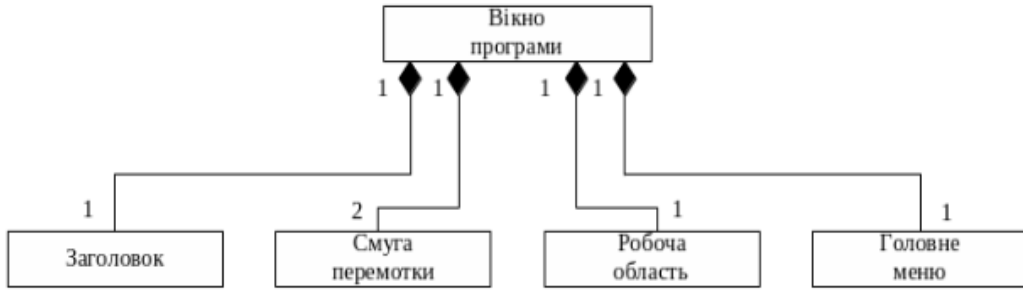 Вікно
програми
1 1 1 1
1 2 1 1
Заголовок
Смуга
перемотки
Робоча
область
Головне
меню